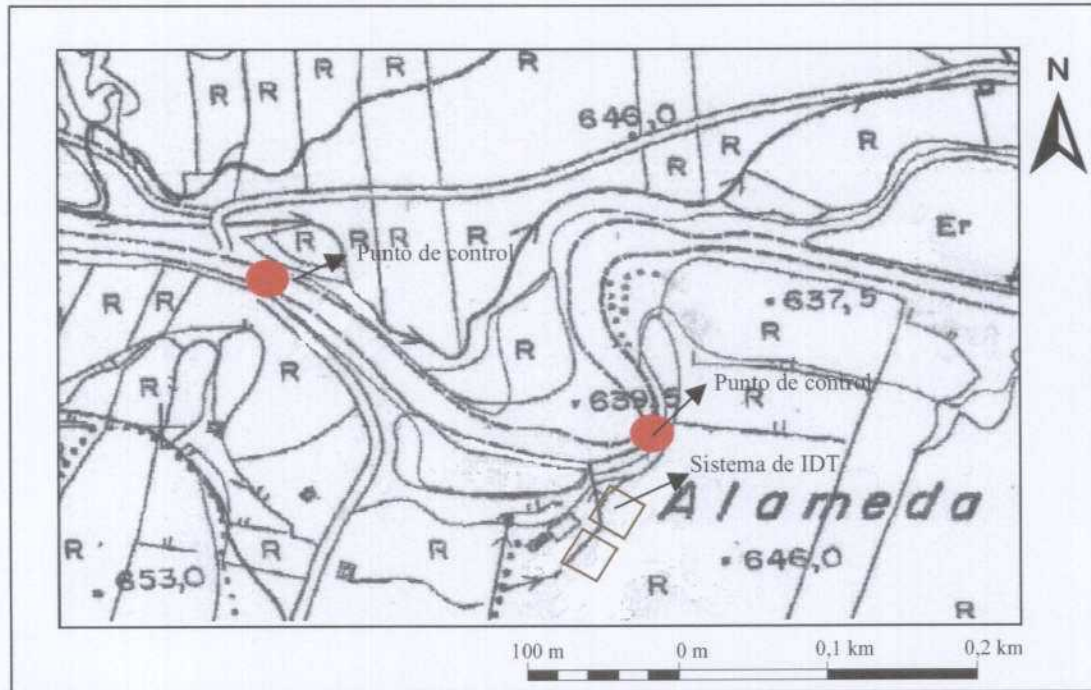 N
R
R
R
R
R
646,0
R
R
R
R
Er
R
R
R
R
Punto de control
637,5
R
R
R
R
R
R
639,5
Punto de control
R
Sistema de IDT
Alameda
R
R
R
653,0
646,0
R
R
100 m
0 m
0,1 km
0,2 km